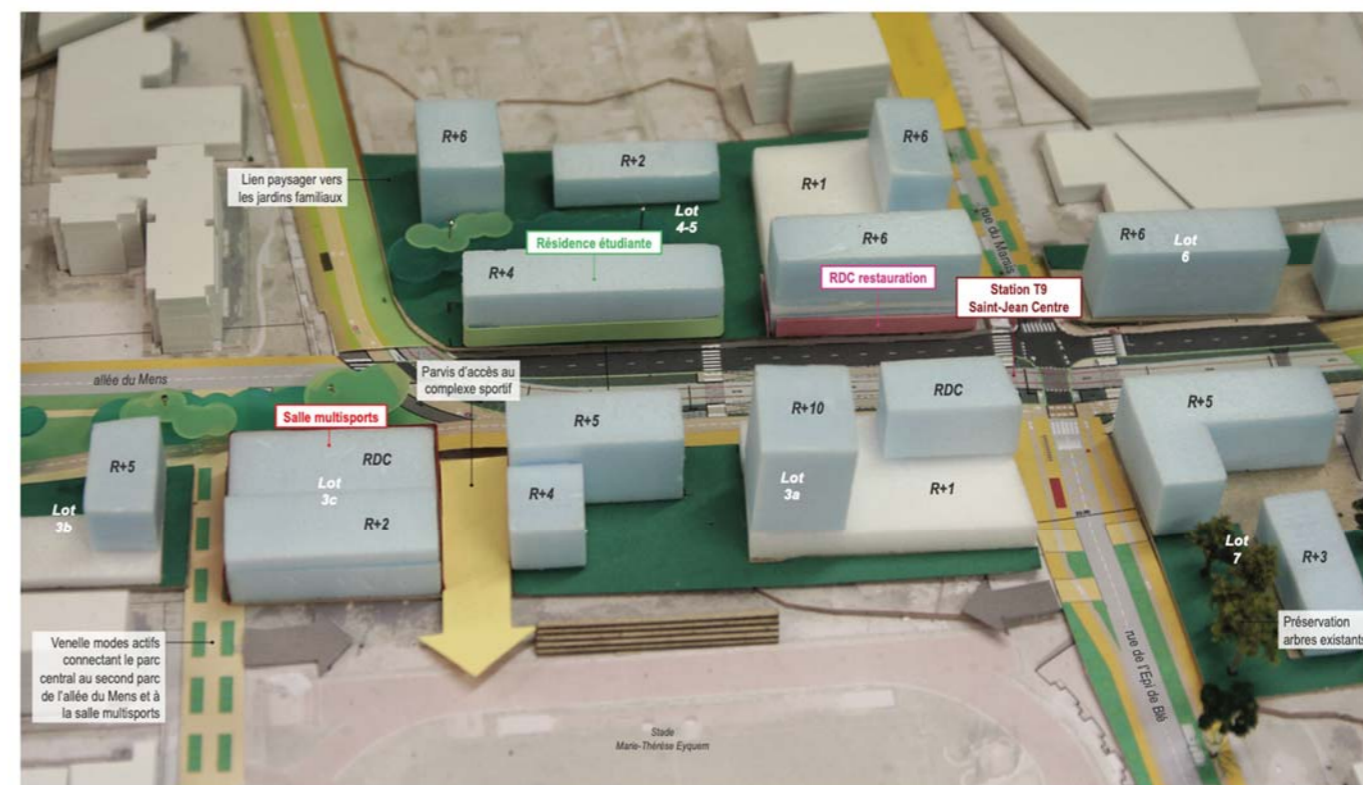 R+6
R+2
R+6
R+1
Lien paysager vers
les jardins familiaux
Lot
4-5
Résidence étudiante
R+4
R+6
RDC restauration
rue du Marais
Station T9
Saint-Jean Centre
R+6
Lot
6
allée du Mens
Parvis d'accès au
complexe sportif
Salle multisports
RDC
Lot
3c
R+2
R+5
Lot
3b
R+5
R+4
R+10
Lot
3a
RDC
R+1
R+5
Lot
7
R+3
Préservation
arbres existants
Venelle modes actifs
connectant le parc
central au second parc
de l'allée du Mens et à
la salle multisports
rue de l'Epi de Blé
Stade
Marie-Thérèse Eyquem